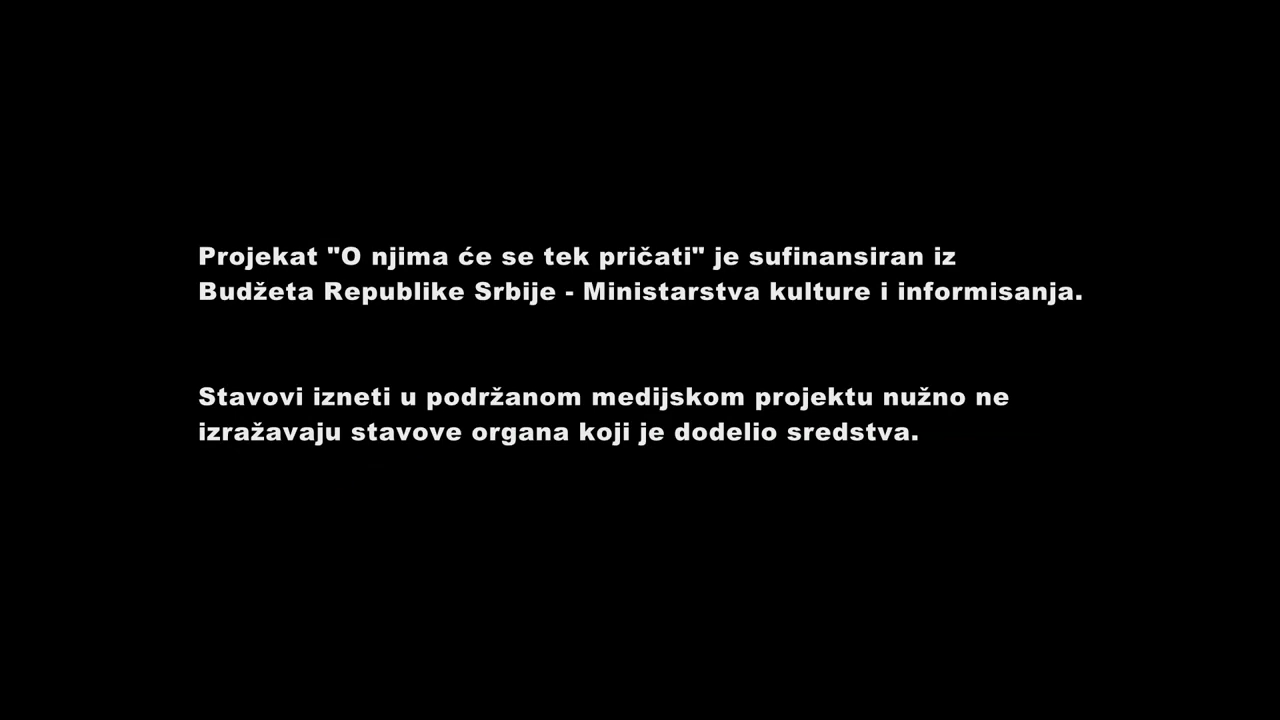 Projekat "O njima će se tek pričati" je sufinansiran iz
Budžeta Republike Srbije - Ministarstva kulture i informisanja.
Stavovi izneti u podržanom medijskom projektu nužno ne
izražavaju stavove organa koji je dodelio sredstva.